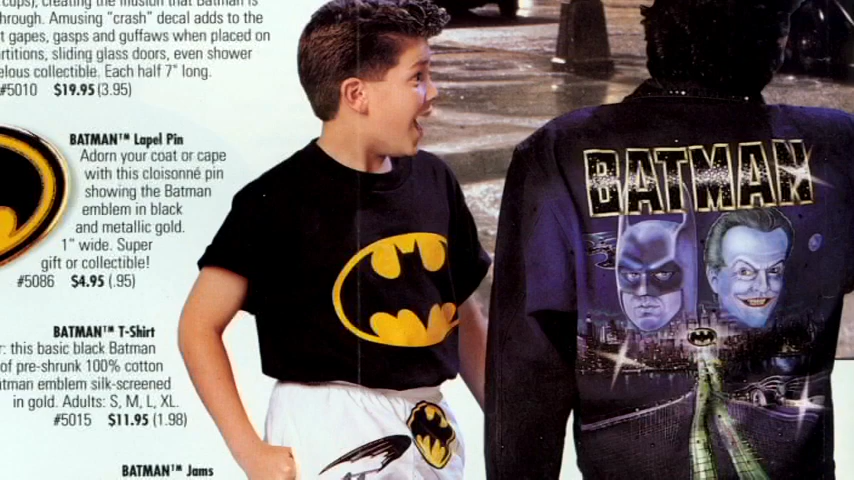 cups), creating the illusion that Batman is
through. Amusing “crash” decal adds to the
t gapes, gasps and guffaws when placed on
artitions, sliding glass doors, even shower
elous collectible. Each half 7" long.
#5010 $19.95 (3.95)
BATMAN™ Lapel Pin
Adorn your coat or cape
with this cloisonné pin
showing the Batman
emblem in black
and metallic gold.
1" wide. Super
gift or collectible!
#5086 $4.95 (.95)
BATMAN™ T-Shirt
r: this basic black Batman
of pre-shrunk 100% cotton
atman emblem silk-screened
in gold. Adults: S, M, L, XL.
#5015 $11.95 (1.98)
BATMAN™ Jams
BATMAN